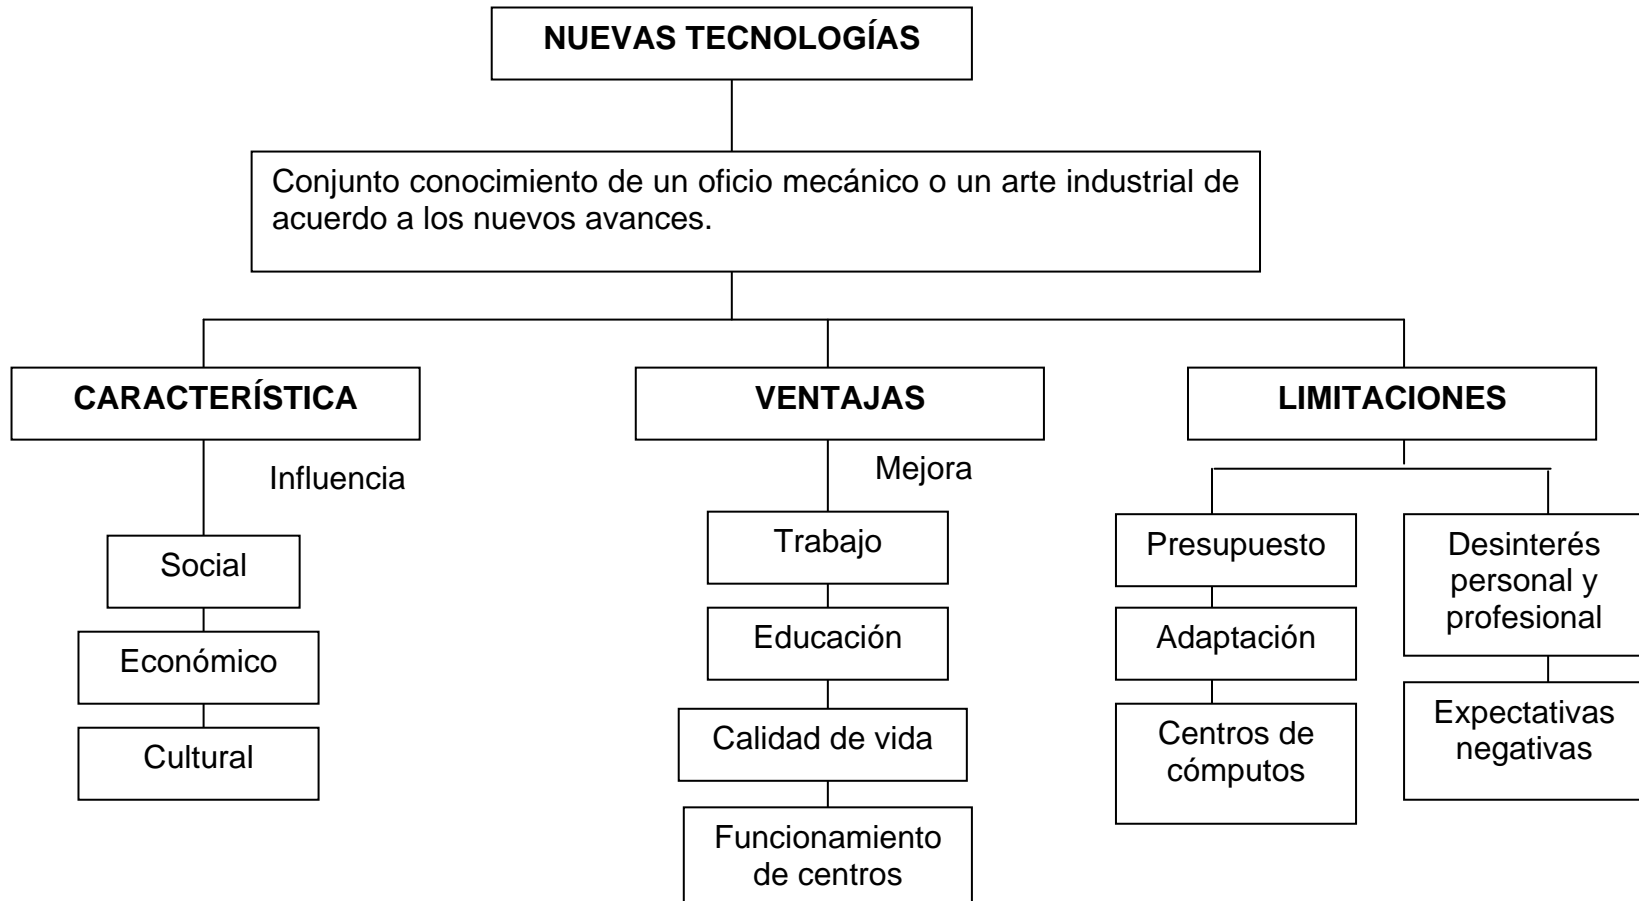 NUEVAS TECNOLOGÍAS
Conjunto conocimiento de un oficio mecánico o un arte industrial de
acuerdo a los nuevos avances.
CARACTERÍSTICA
VENTAJAS
LIMITACIONES
Influencia
Social
Económico
Cultural
Mejora
Trabajo
Educación
Calidad de vida
Funcionamiento
de centros
Presupuesto
Adaptación
Centros de
cómputos
Desinterés
personal y
profesional
Expectativas
negativas